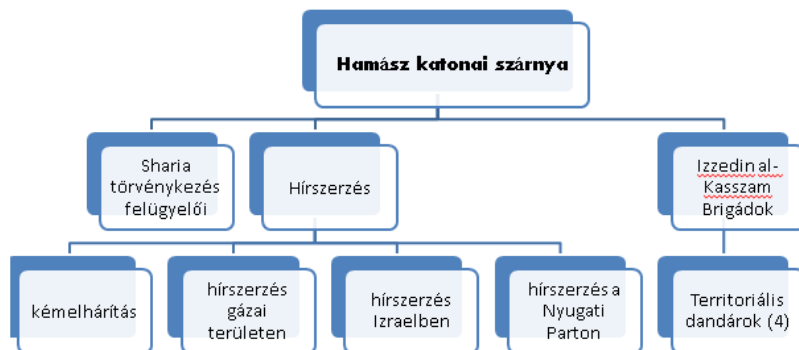 Hamász katonai szárnya
Sharia
törvénykezés
felügyelői
Hírszerzés
Izzedin al-
Kasszam
Brigádok
kémelhárítás
hírszerzés
gázai
területen
hírszerzés
Izraelben
hírszerzés a
Nyugati
Parton
Territoriális
dandárok (4)